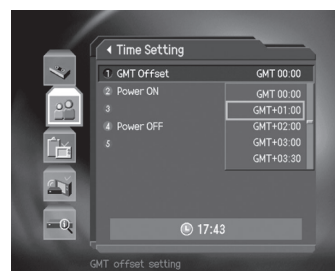 Time Setting
1 GMT Offset GMT 00:00
2 Power ON GMT 00:00
3 GMT+01:00
4 Power OFF GMT+02:00
5 GMT+03:00
GMT+03:30
17:43
GMT offset setting